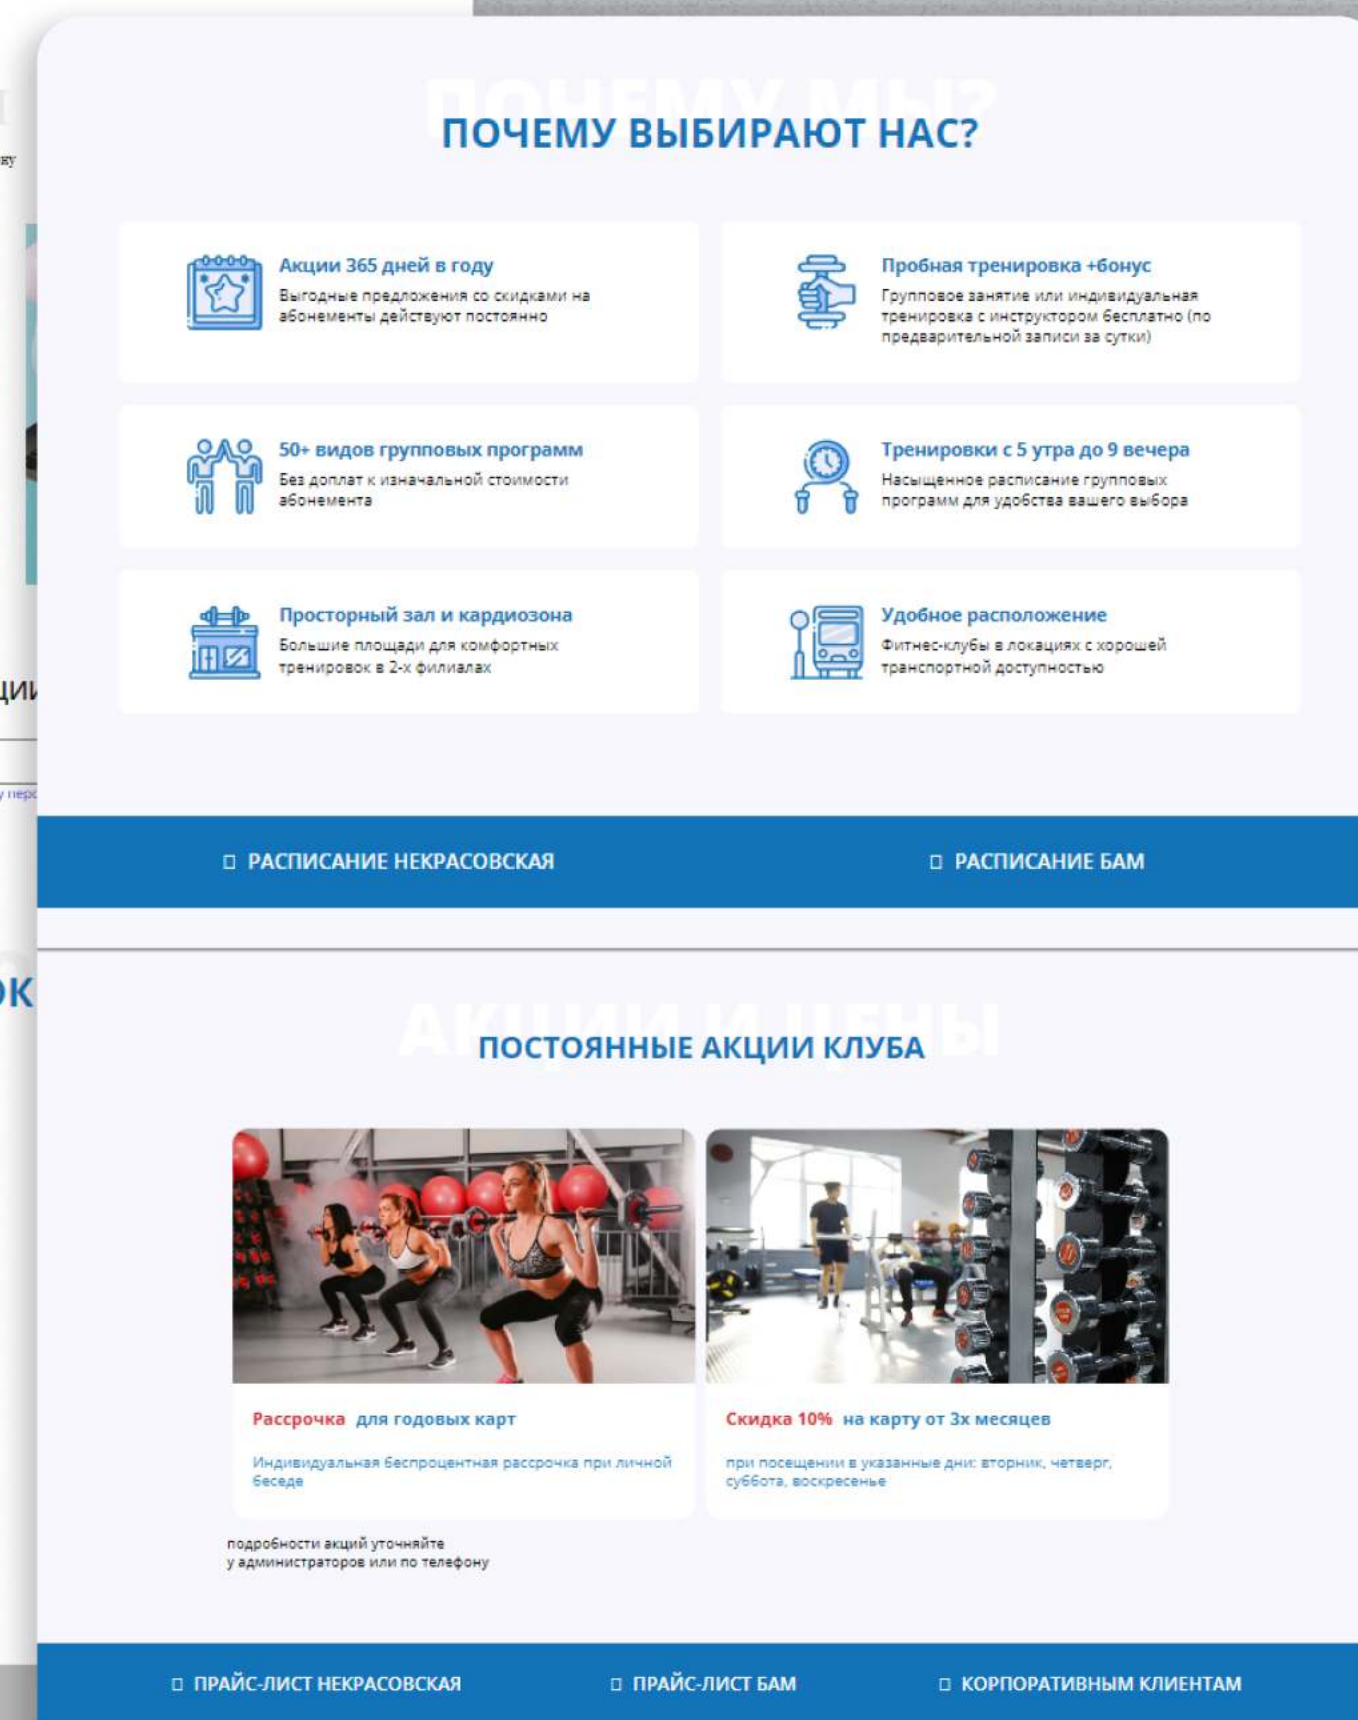 ПОЧЕМУ МЫ?
ПОЧЕМУ ВЫБИРАЮТ НАС?
Акции 365 дней в году
Выгодные предложения со скидками на
абонементы действуют постоянно
Пробная тренировка +бонус
Групповое занятие или индивидуальная
тренировка с инструктором бесплатно (по
предварительной записи за сутки)
50+ видов групповых программ
Без доплат к изначальной стоимости
абонемента
Тренировки с 5 утра до 9 вечера
Насыщенное расписание групповых
программ для удобства вашего выбора
Просторный зал и кардиозона
Большие площади для комфортных
тренировок в 2-х филиалах
Удобное расположение
Фитнес-клубы в локациях с хорошей
транспортной доступностью
РАСПИСАНИЕ НЕКРАСОВСКАЯ
РАСПИСАНИЕ БАМ
АКЦИИ И ЦЕНЫ
ПОСТОЯННЫЕ АКЦИИ КЛУБА
Рассрочка для годовых карт
Индивидуальная беспроцентная рассрочка при личной
беседе
Скидка 10% на карту от 3х месяцев
при посещении в указанные дни: вторник, четверг,
суббота, воскресенье
подробности акций уточняйте
у администраторов или по телефону
ПРАЙС-ЛИСТ НЕКРАСОВСКАЯ
ПРАЙС-ЛИСТ БАМ
КОРПОРАТИВНЫМ КЛИЕНТАМ